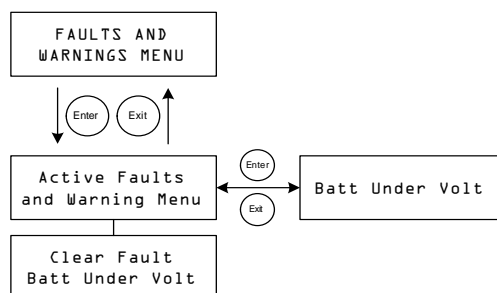 FAULTS AND
WARNINGS MENU
Enter
Exit
Active Faults
and Warning Menu
Enter
Exit
Batt Under Volt
Clear Fault
Batt Under Volt